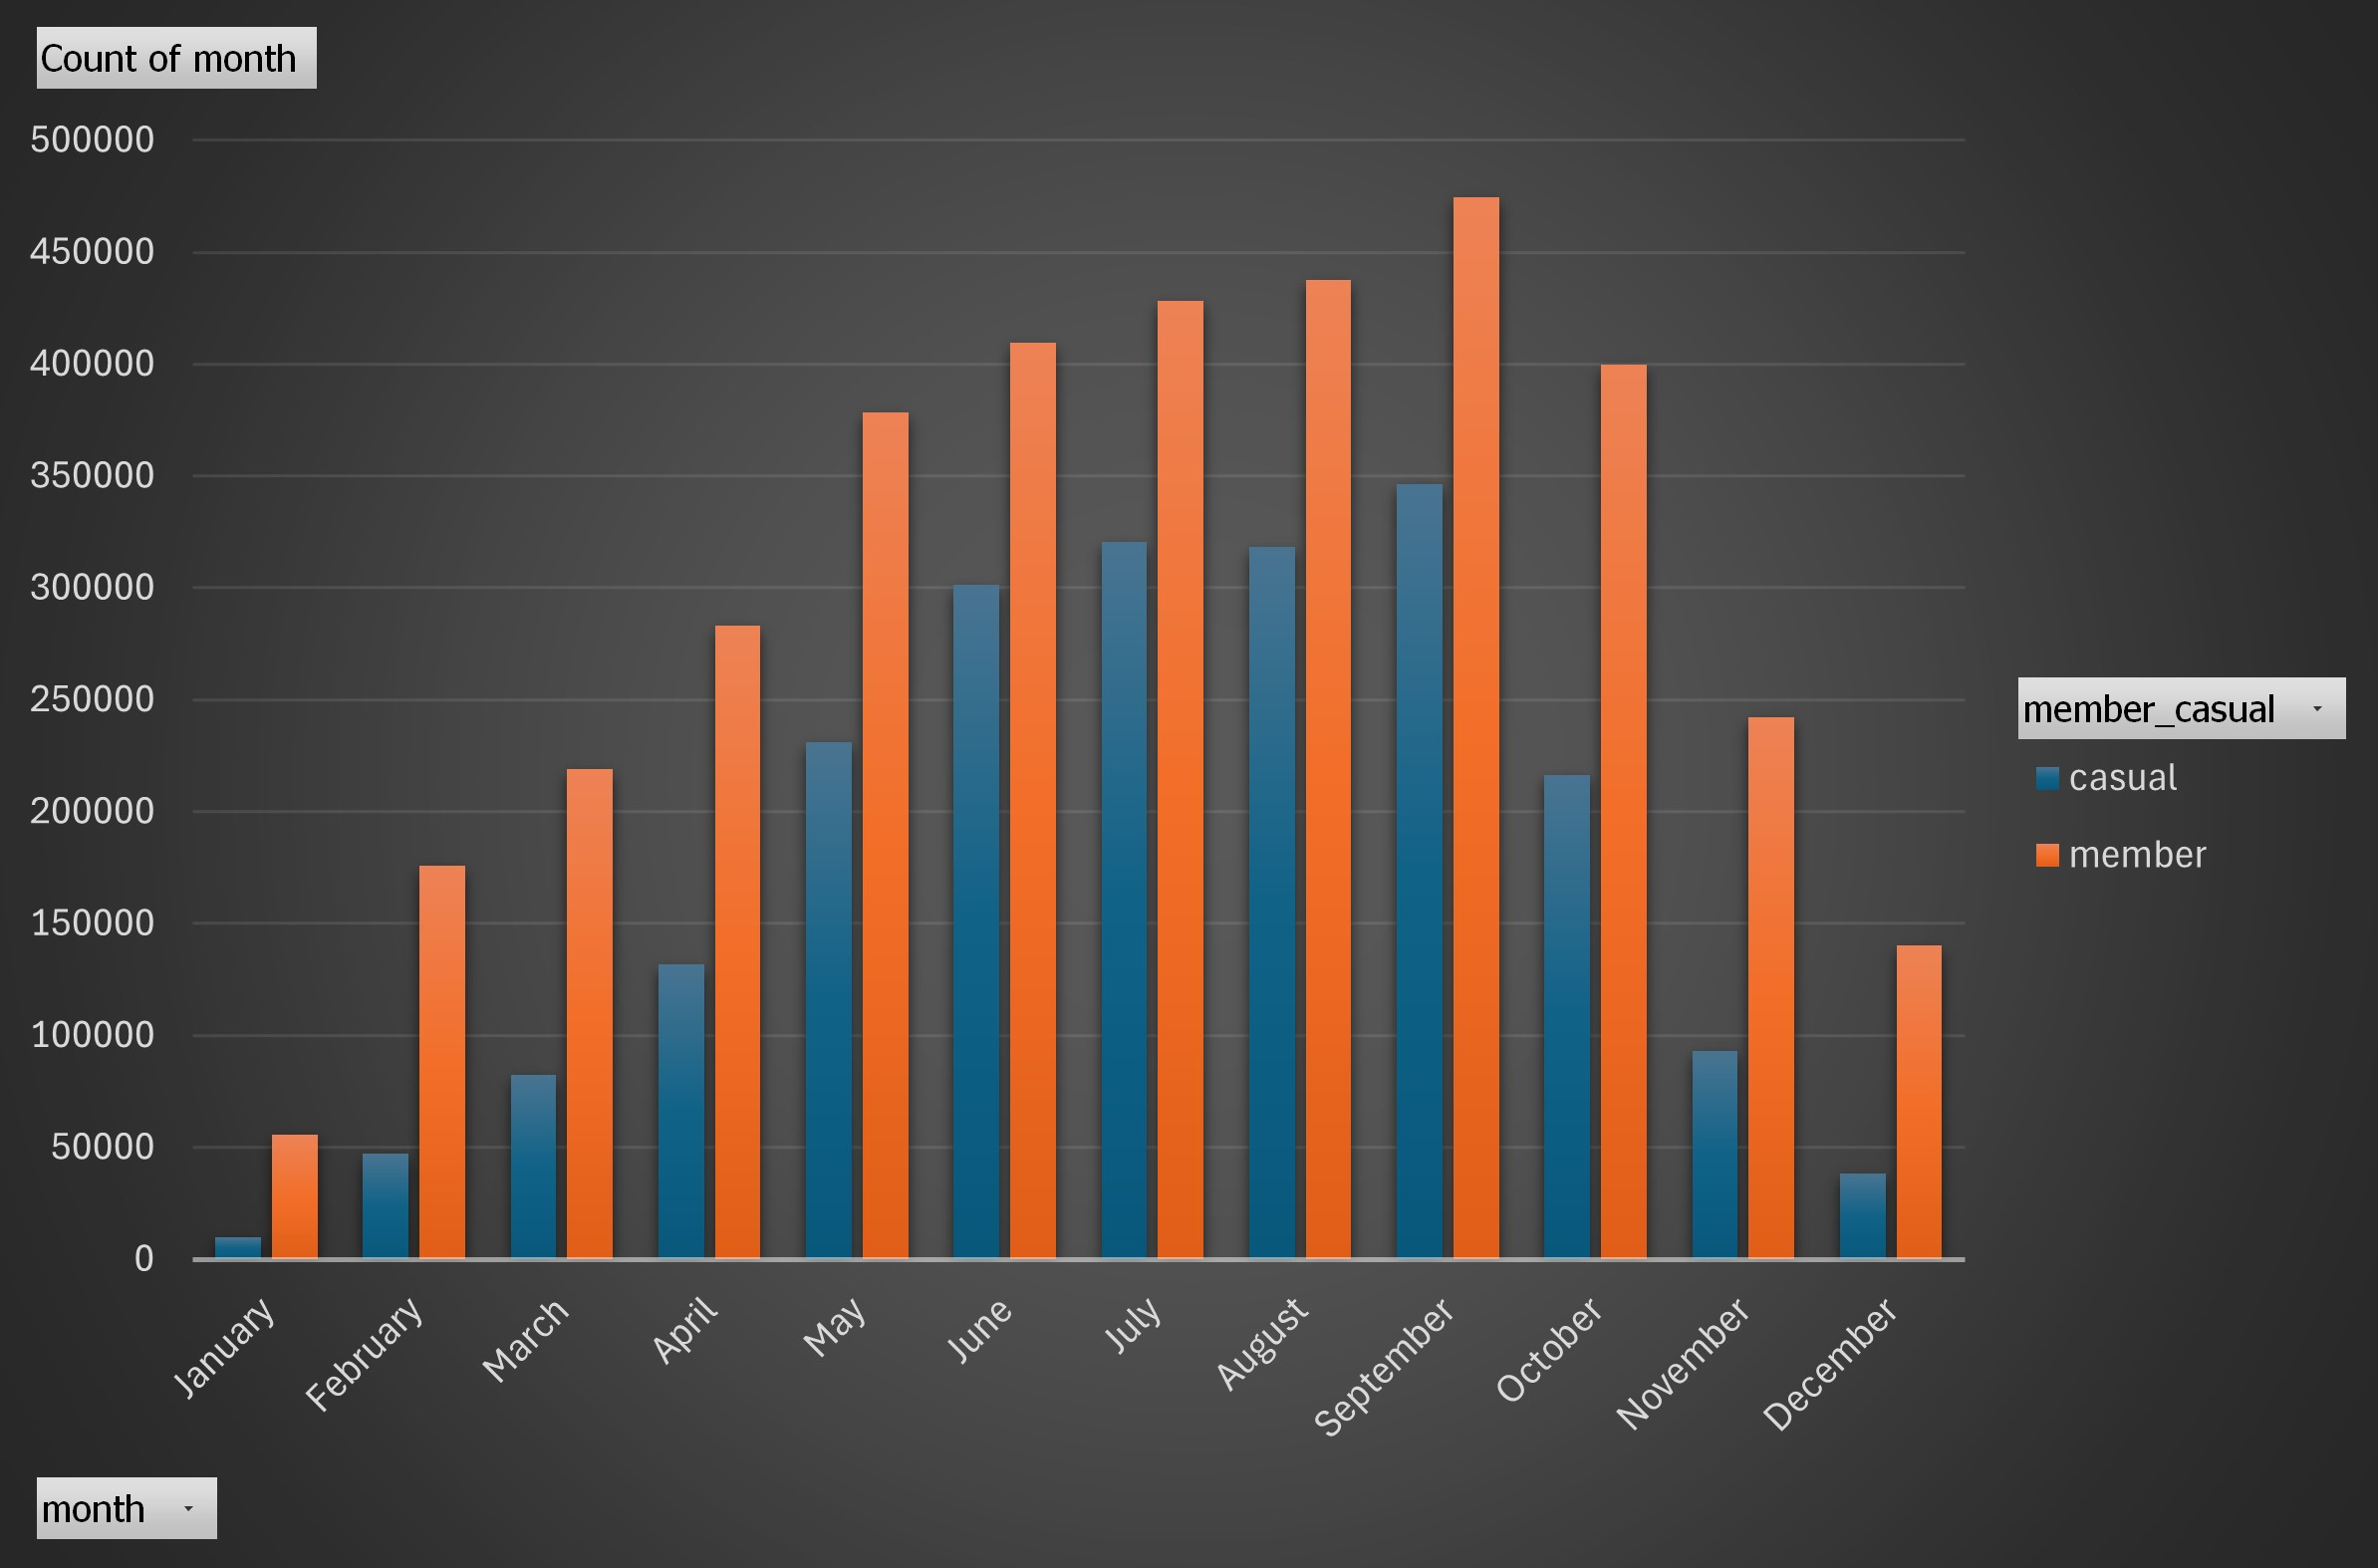 Count of month
500000
450000
400000
350000
300000
250000
200000
150000
100000
50000
0
January
February
March
April
May
June
July
August
September
October
November
December
member_casual
casual
member
month